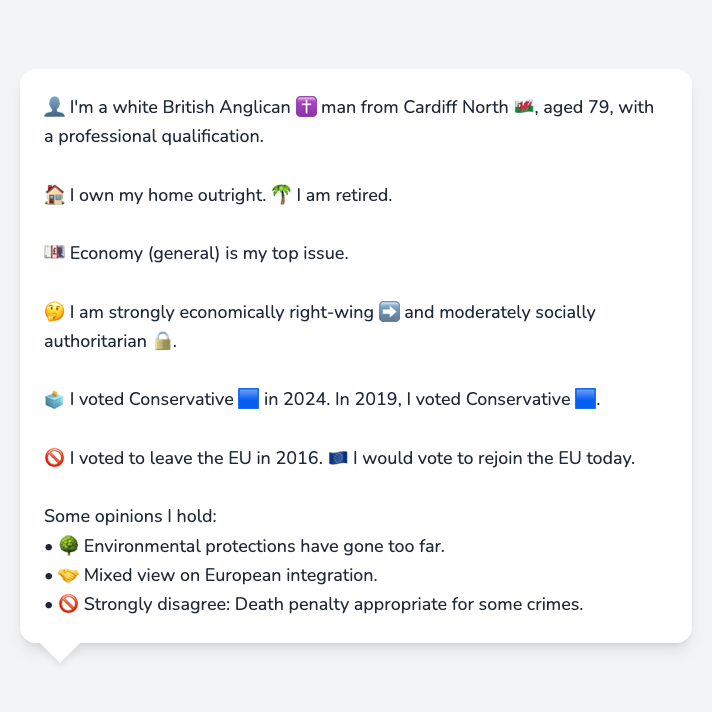 👤 I'm a white British Anglican ✝️ man from Cardiff North 🏴󠁧󠁢󠁷󠁬󠁳󠁿, aged 79, with
a professional qualification.
🏠 I own my home outright. 🌴 I am retired.
💷 Economy (general) is my top issue.
🤔 I am strongly economically right-wing ➡️ and moderately socially
authoritarian 🔒.
🗳️ I voted Conservative 🟦 in 2024. In 2019, I voted Conservative 🟦.
🚫 I voted to leave the EU in 2016. 🇪🇺 I would vote to rejoin the EU today.
Some opinions I hold:
• 🌳 Environmental protections have gone too far.
• 🤝 Mixed view on European integration.
• 🚫 Strongly disagree: Death penalty appropriate for some crimes.